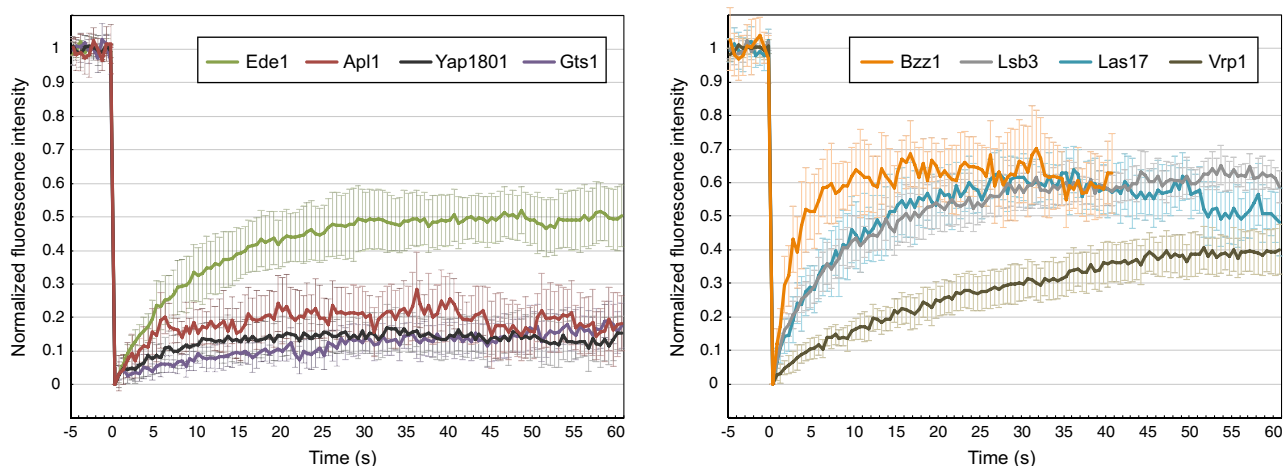 Ede1 Apl1 Yap1801 Gts1
Normalized fluorescence intensity
1
0.9
0.8
0.7
0.6
0.5
0.4
0.3
0.2
0.1
0
-5 0 5 10 15 20 25 30 35 40 45 50 55 60
Time (s)
Bzz1 Lsb3 Las17 Vrp1
Normalized fluorescence intensity
1
0.9
0.8
0.7
0.6
0.5
0.4
0.3
0.2
0.1
0
-5 0 5 10 15 20 25 30 35 40 45 50 55 60
Time (s)